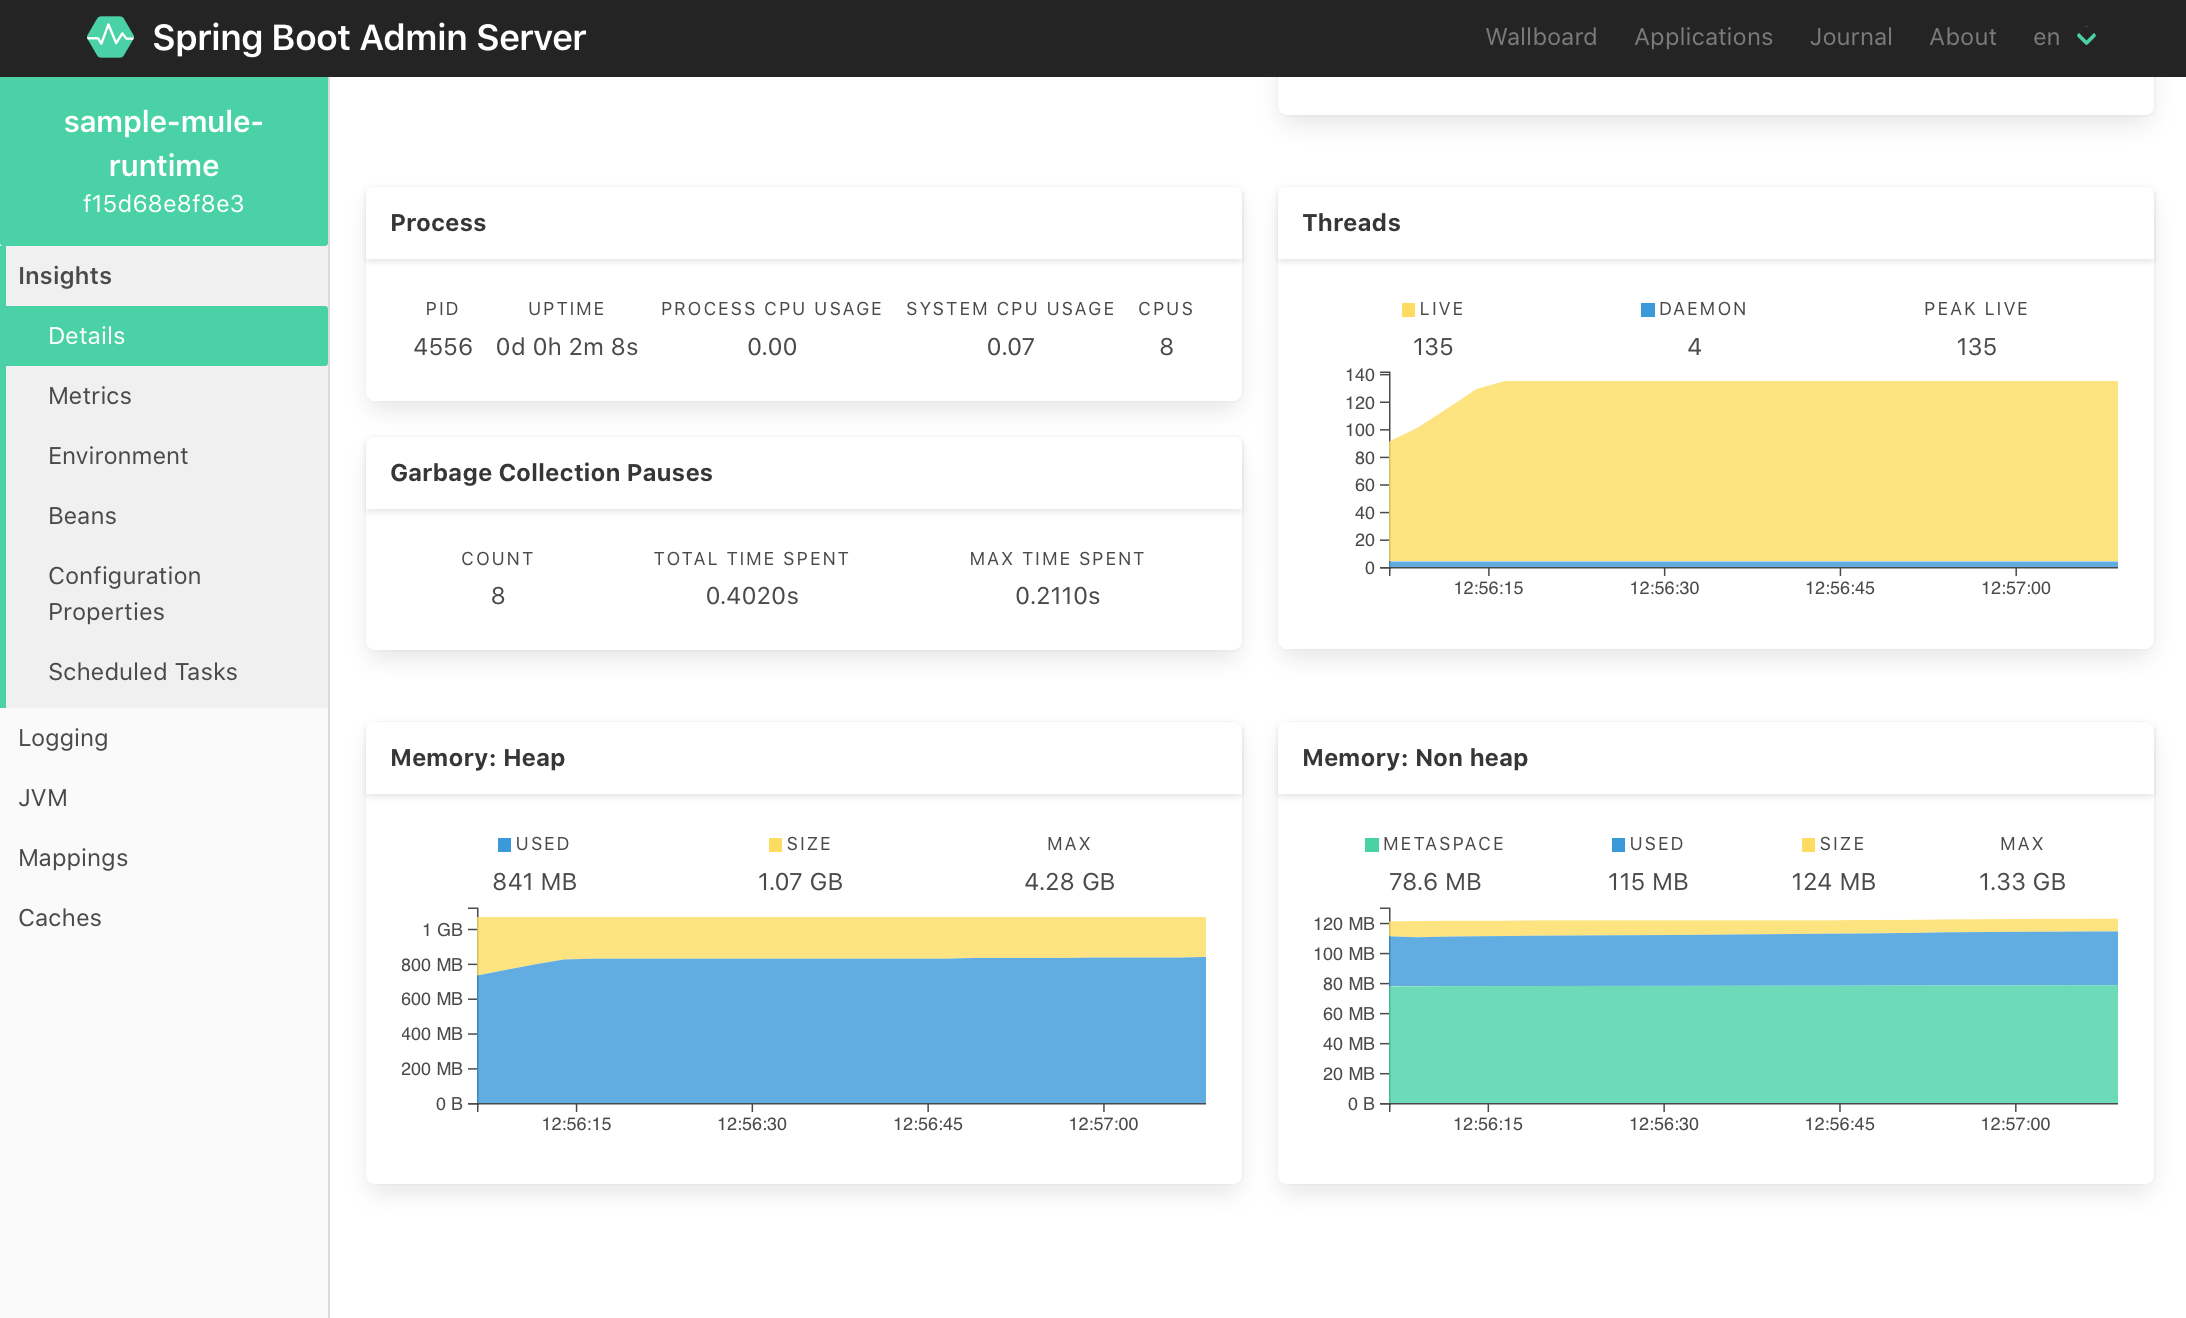 Spring Boot Admin Server
Wallboard Applications Journal About en
sample-mule-
runtime
f15d68e8f8e3
Insights
Details
Metrics
Environment
Beans
Configuration
Properties
Scheduled Tasks
Logging
JVM
Mappings
Caches
Process
PID UPTIME PROCESS CPU USAGE SYSTEM CPU USAGE CPUS
4556 0d 0h 2m 8s 0.00 0.07 8
Garbage Collection Pauses
COUNT TOTAL TIME SPENT MAX TIME SPENT
8 0.4020s 0.2110s
Threads
LIVE DAEMON PEAK LIVE
135 4 135
140
120
100
80
60
40
20
0
12:56:15 12:56:30 12:56:45 12:57:00
Memory: Heap
USED SIZE MAX
841 MB 1.07 GB 4.28 GB
1 GB
800 MB
600 MB
400 MB
200 MB
0 B
12:56:15 12:56:30 12:56:45 12:57:00
Memory: Non heap
METASPACE USED SIZE MAX
78.6 MB 115 MB 124 MB 1.33 GB
120 MB
100 MB
80 MB
60 MB
40 MB
20 MB
0 B
12:56:15 12:56:30 12:56:45 12:57:00